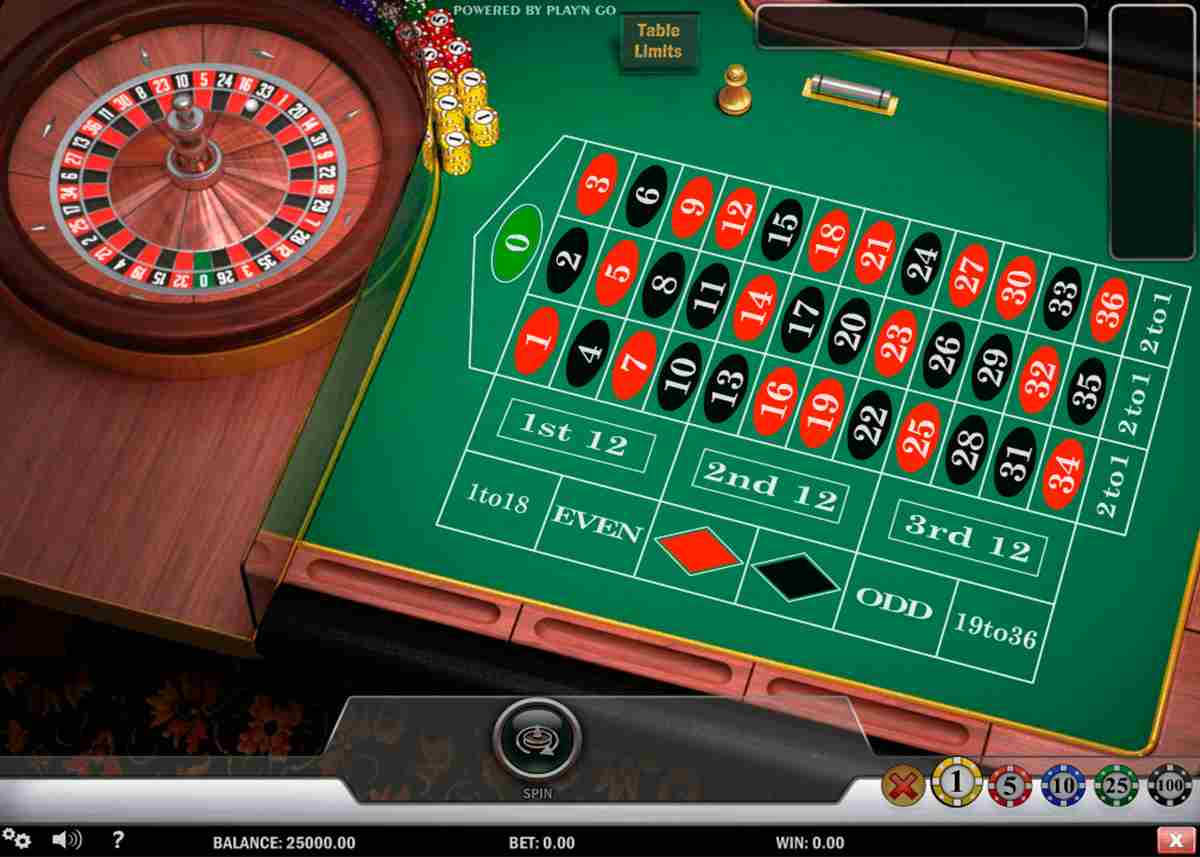 POWERED BY PLAY'N GO
Table
Limits
0
3 6 9 12 15 18 21 24 27 30 33 36 2to1
2 5 8 11 14 17 20 23 26 29 32 35 2to1
1 4 7 10 13 16 19 22 25 28 31 34 2to1
1st 12
2nd 12
3rd 12
1to18
EVEN
ODD
19to36
SPIN
1 5 10 25 100
?
BALANCE: 25000.00
BET: 0.00
WIN: 0.00
X